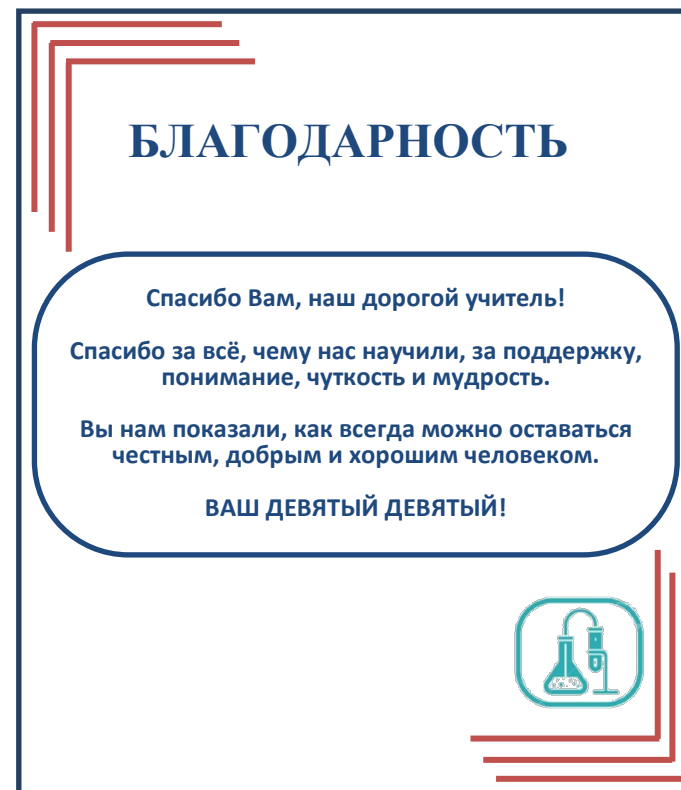 БЛАГОДАРНОСТЬ
Спасибо Вам, наш дорогой учитель!
Спасибо за всё, чему нас научили, за поддержку,
понимание, чуткость и мудрость.
Вы нам показали, как всегда можно оставаться
честным, добрым и хорошим человеком.
ВАШ ДЕВЯТЫЙ ДЕВЯТЫЙ!